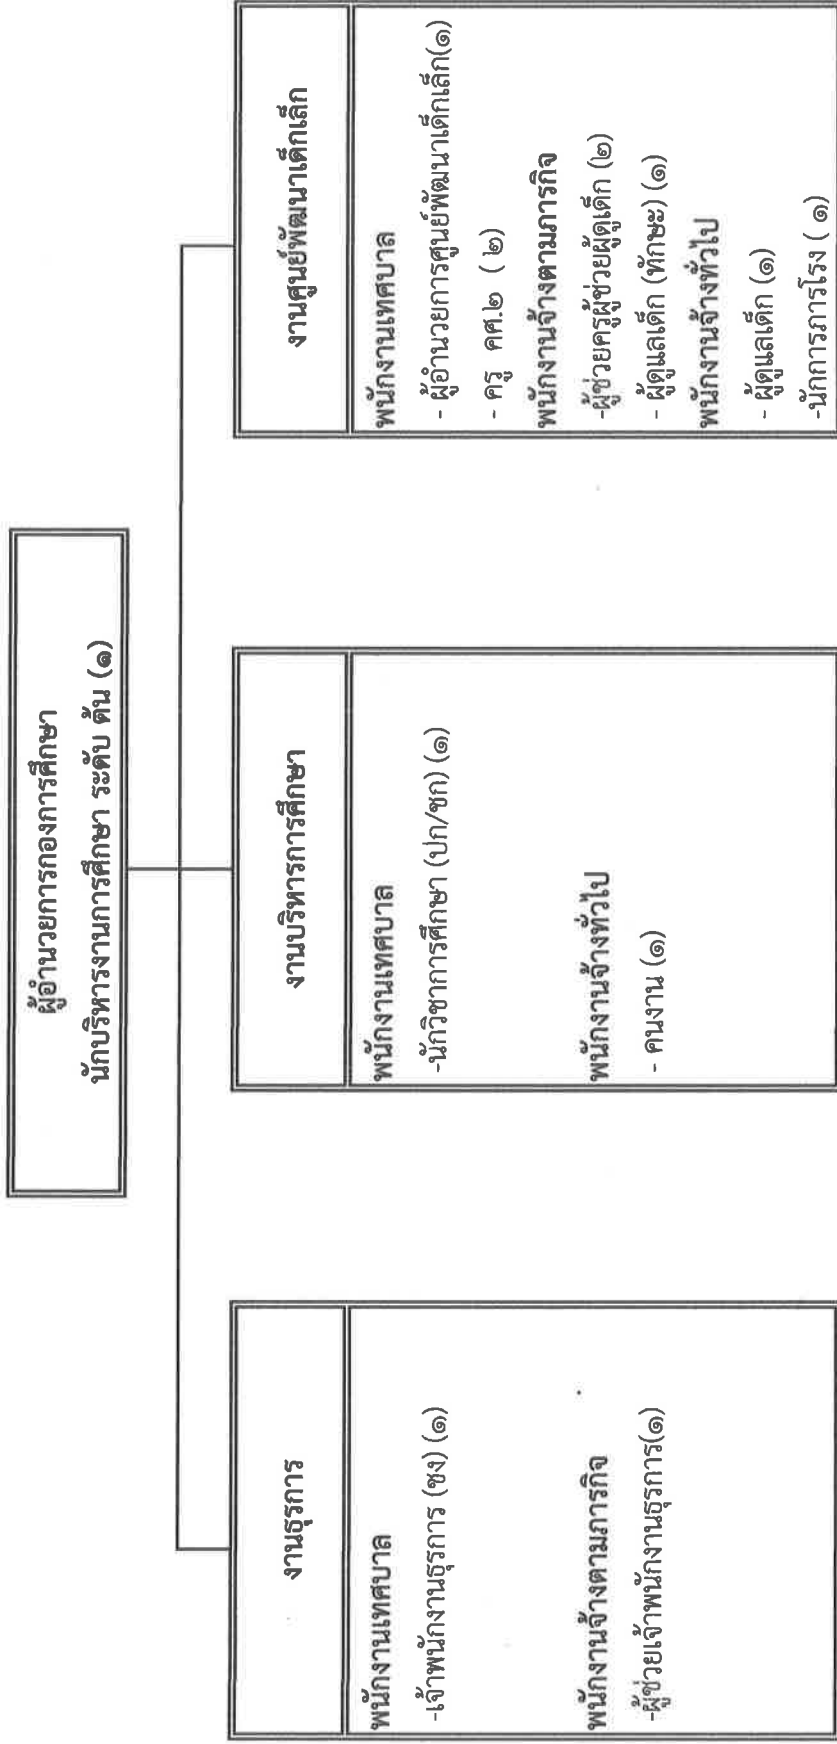 ผู้อำนวยการกองการศึกษา
นักบริหารงานการศึกษา ระดับ ต้น (๑)
งานธุรการ
พนักงานเทศบาล
-เจ้าพนักงานธุรการ (ชง) (๑)
พนักงานจ้างตามภารกิจ
-ผู้ช่วยเจ้าพนักงานธุรการ(๑)
งานบริหารการศึกษา
พนักงานเทศบาล
-นักวิชาการศึกษา (ปก/ชก) (๑)
พนักงานจ้างทั่วไป
- คนงาน (๑)
งานศูนย์พัฒนาเด็กเล็ก
พนักงานเทศบาล
- ผู้อำนวยการศูนย์พัฒนาเด็กเล็ก(๑)
- ครู คศ.๒ ( ๒)
พนักงานจ้างตามภารกิจ
-ผู้ช่วยครูผู้ช่วยผู้ดูเด็ก (๒)
- ผู้ดูแลเด็ก (ทักษะ) (๑)
พนักงานจ้างทั่วไป
- ผู้ดูแลเด็ก (๑)
-นักการภารโรง ( ๑)